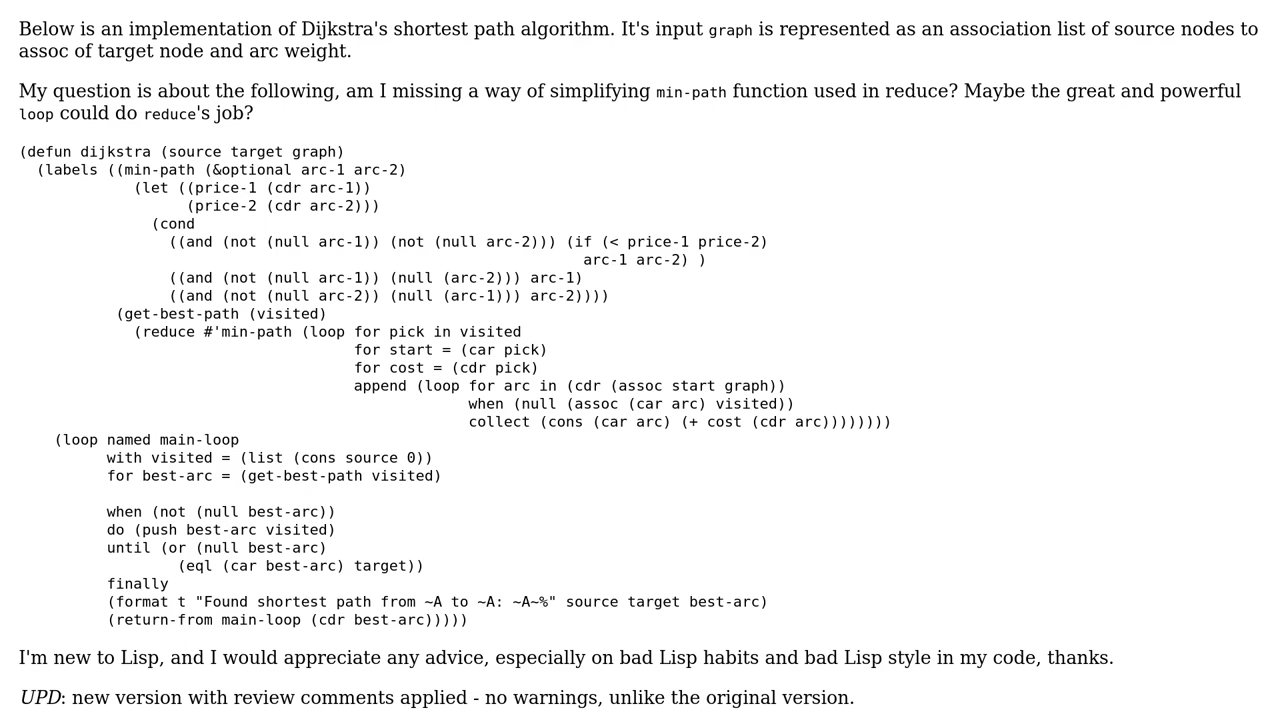 Below is an implementation of Dijkstra's shortest path algorithm. It's input graph is represented as an association list of source nodes to
assoc of target node and arc weight.
My question is about the following, am I missing a way of simplifying min-path function used in reduce? Maybe the great and powerful
loop could do reduce's job?
(defun dijkstra (source target graph)
  (labels ((min-path (&optional arc-1 arc-2)
             (let ((price-1 (cdr arc-1))
                   (price-2 (cdr arc-2)))
               (cond
                 ((and (not (null arc-1)) (not (null arc-2))) (if (< price-1 price-2)
                                                                arc-1 arc-2) )
                 ((and (not (null arc-1)) (null (arc-2))) arc-1)
                 ((and (not (null arc-2)) (null (arc-1))) arc-2))))
           (get-best-path (visited)
             (reduce #'min-path (loop for pick in visited
                                      for start = (car pick)
                                      for cost = (cdr pick)
                                      append (loop for arc in (cdr (assoc start graph))
                                                   when (null (assoc (car arc) visited))
                                                   collect (cons (car arc) (+ cost (cdr arc))))))))
    (loop named main-loop
          with visited = (list (cons source 0))
          for best-arc = (get-best-path visited)

          when (not (null best-arc))
          do (push best-arc visited)
          until (or (null best-arc)
                  (eql (car best-arc) target))
          finally
          (format t "Found shortest path from ~A to ~A: ~A~%" source target best-arc)
          (return-from main-loop (cdr best-arc)))))
I'm new to Lisp, and I would appreciate any advice, especially on bad Lisp habits and bad Lisp style in my code, thanks.
UPD: new version with review comments applied - no warnings, unlike the original version.